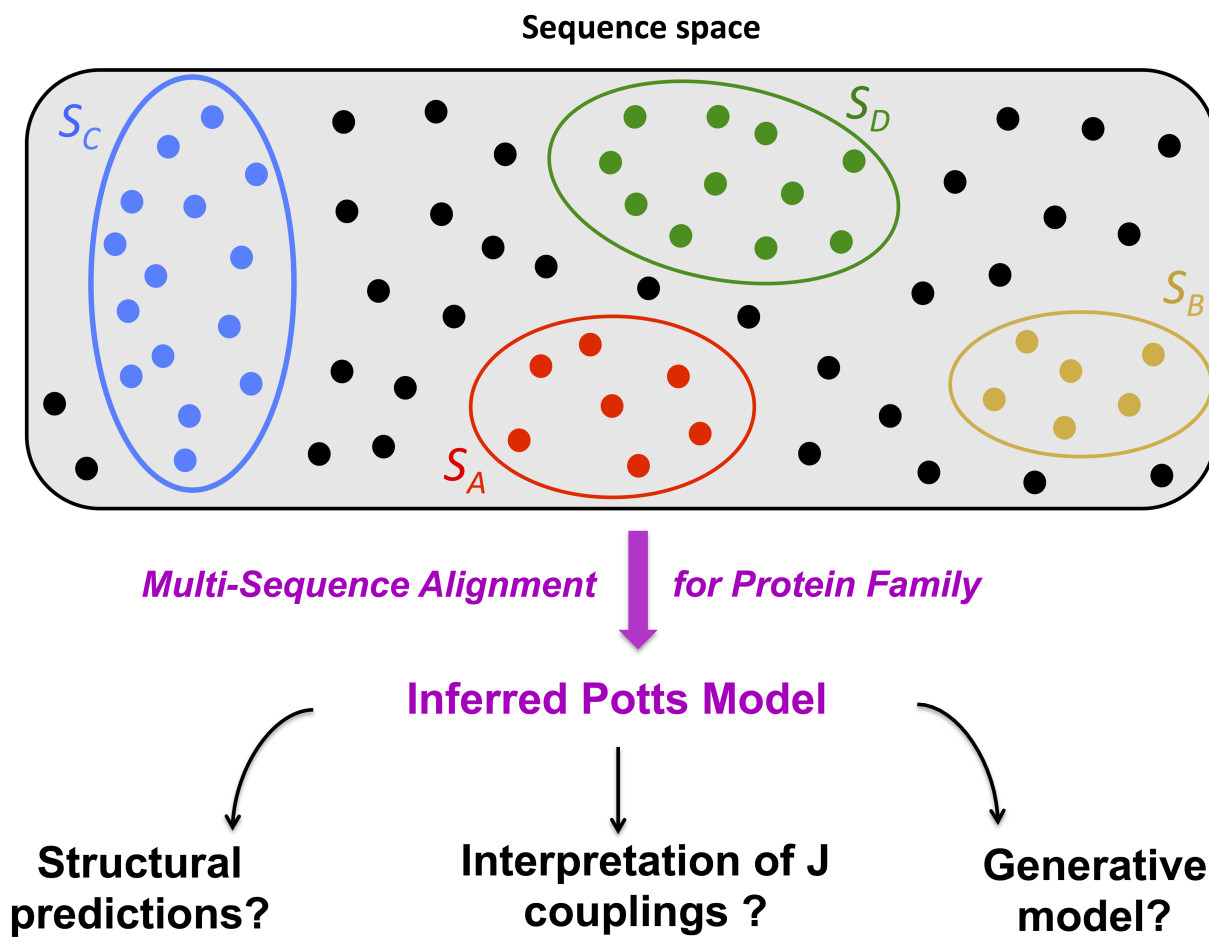 Sequence space
S_C
S_D
S_B
S_A
Multi-Sequence Alignment for Protein Family
Inferred Potts Model
Structural
predictions?
Interpretation of J
couplings ?
Generative
model?